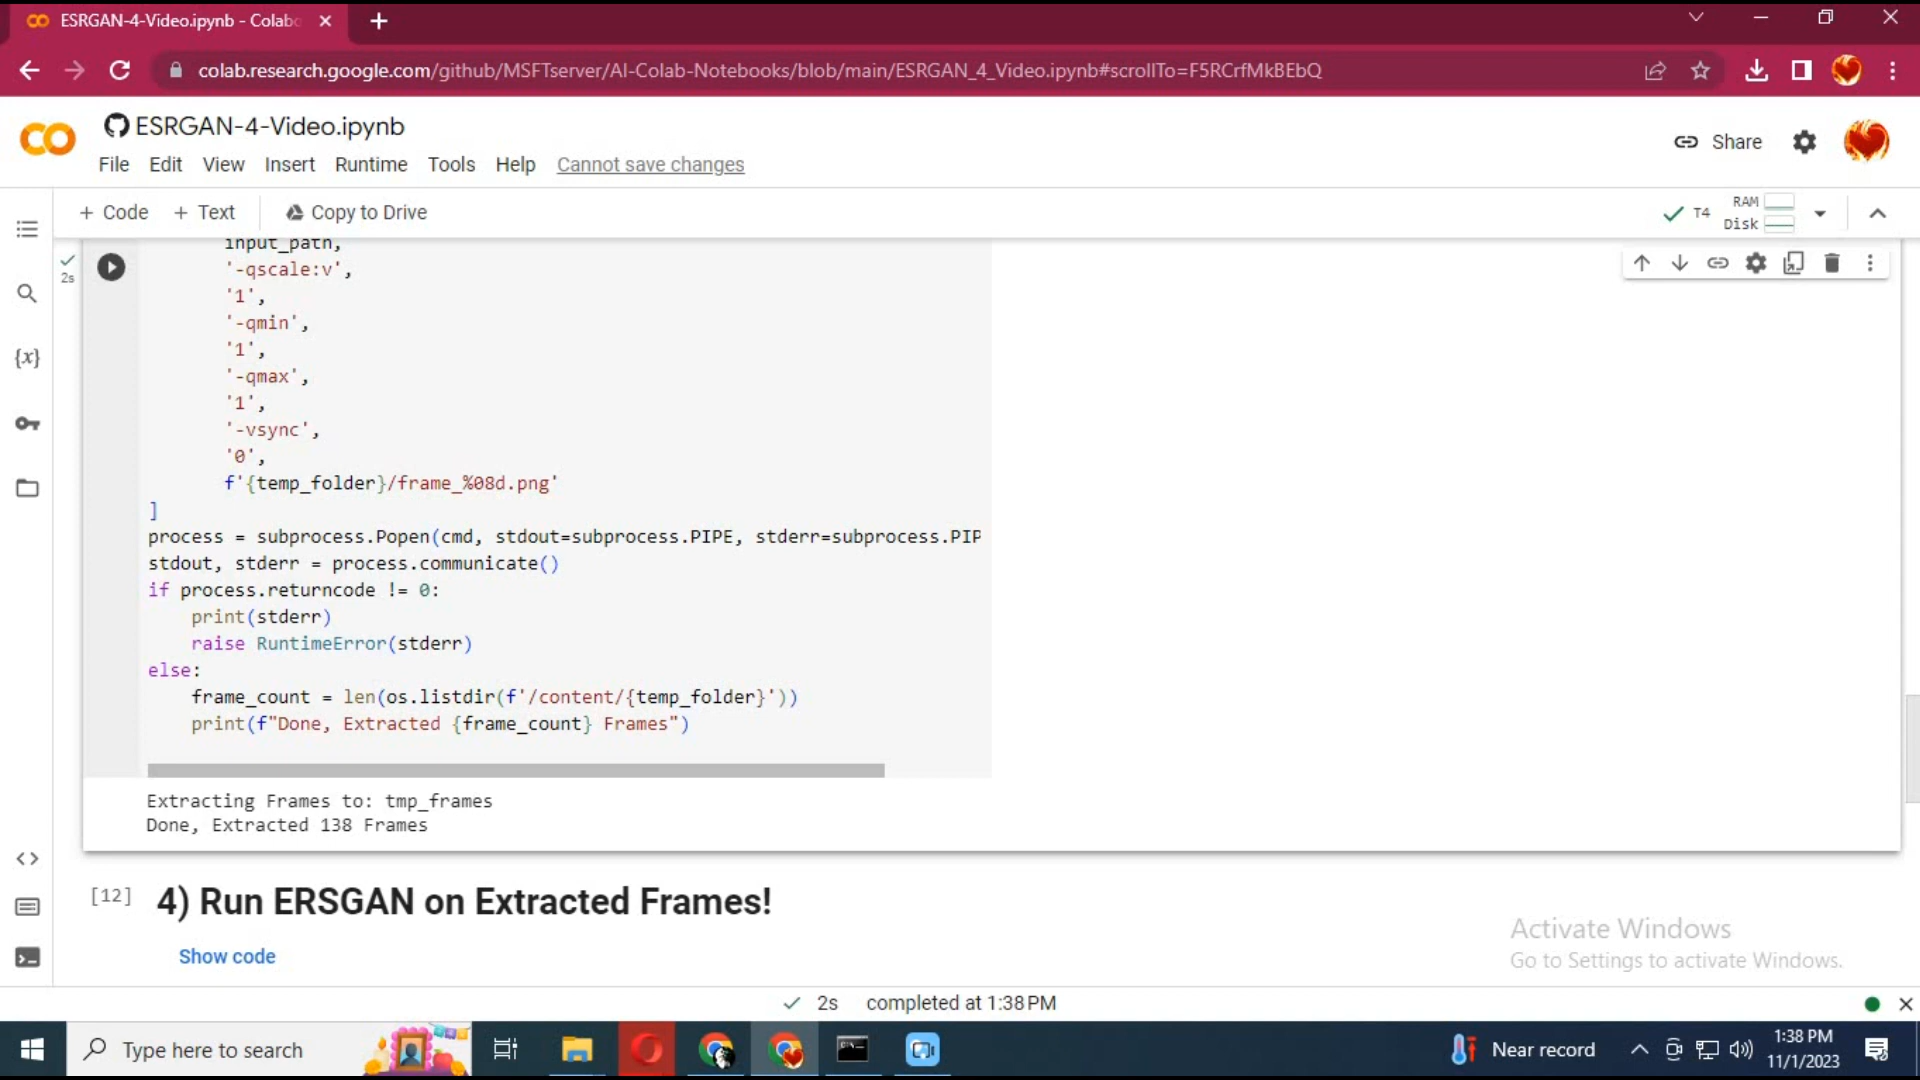 ESRGAN-4-Video.ipynb - Colab
colab.research.google.com/github/MSFTserver/AI-Colab-Notebooks/blob/main/ESRGAN_4_Video.ipynb#scrollTo=F5RCrfMkBEbQ
ESRGAN-4-Video.ipynb
File Edit View Insert Runtime Tools Help Cannot save changes
Share
+ Code + Text Copy to Drive
T4 RAM
Disk
2s
input_path,
'-qscale:v',
'1',
'-qmin',
'1',
'-qmax',
'1',
'-vsync',
'0',
f'{temp_folder}/frame_%08d.png'
]
process = subprocess.Popen(cmd, stdout=subprocess.PIPE, stderr=subprocess.PIP
stdout, stderr = process.communicate()
if process.returncode != 0:
print(stderr)
raise RuntimeError(stderr)
else:
frame_count = len(os.listdir(f'/content/{temp_folder}'))
print(f"Done, Extracted {frame_count} Frames")
Extracting Frames to: tmp_frames
Done, Extracted 138 Frames
[12] 4) Run ERSGAN on Extracted Frames!
Show code
Activate Windows
Go to Settings to activate Windows.
2s completed at 1:38 PM
Type here to search
Near record
1:38 PM
11/1/2023